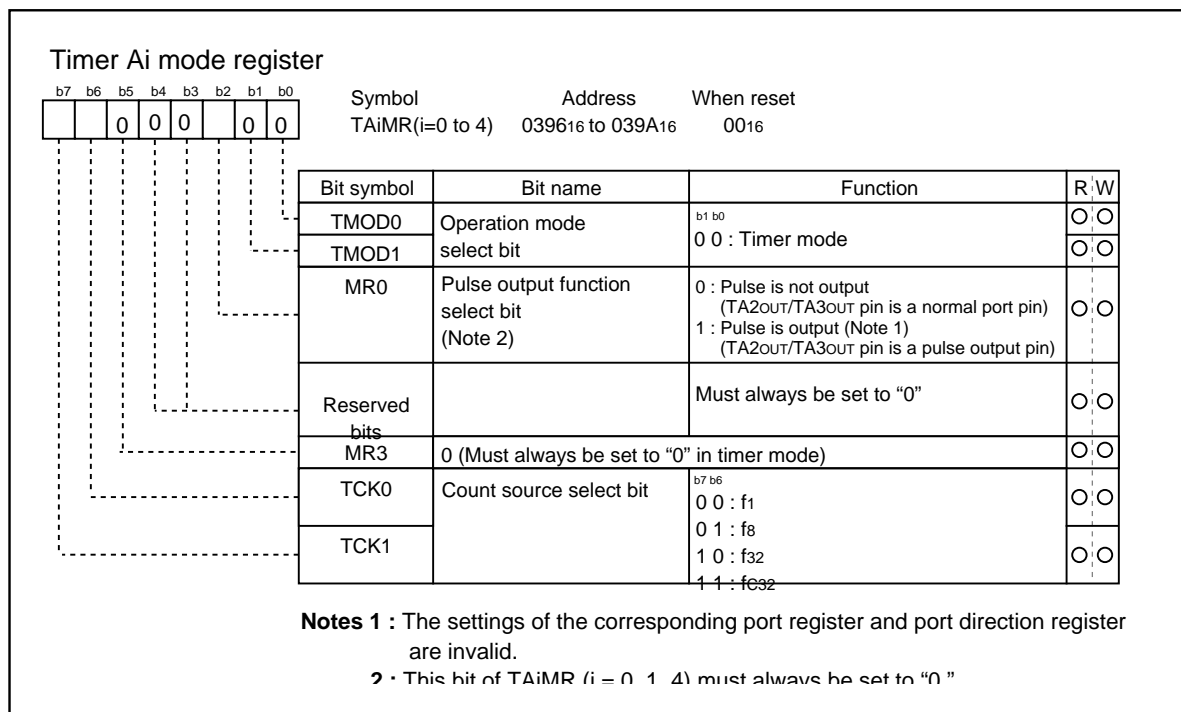 Timer Ai mode register
b7 b6 b5 b4 b3 b2 b1 b0
0 0 0 0 0
Symbol Address When reset
TAiMR(i=0 to 4) 039616 to 039A16 0016
Bit symbol Bit name Function R W
TMOD0
TMOD1
Operation mode
select bit
b1 b0
0 0 : Timer mode
MR0
Pulse output function
select bit
(Note 2)
0 : Pulse is not output
(TA2OUT/TA3OUT pin is a normal port pin)
1 : Pulse is output (Note 1)
(TA2OUT/TA3OUT pin is a pulse output pin)
Reserved
bits
Must always be set to “0”
MR3 0 (Must always be set to “0” in timer mode)
TCK0
TCK1
Count source select bit
b7 b6
0 0 : f1
0 1 : f8
1 0 : f32
1 1 : fC32
Notes 1 : The settings of the corresponding port register and port direction register
are invalid.
2 : This bit of TAiMR (i = 0, 1, 4) must always be set to “0.”